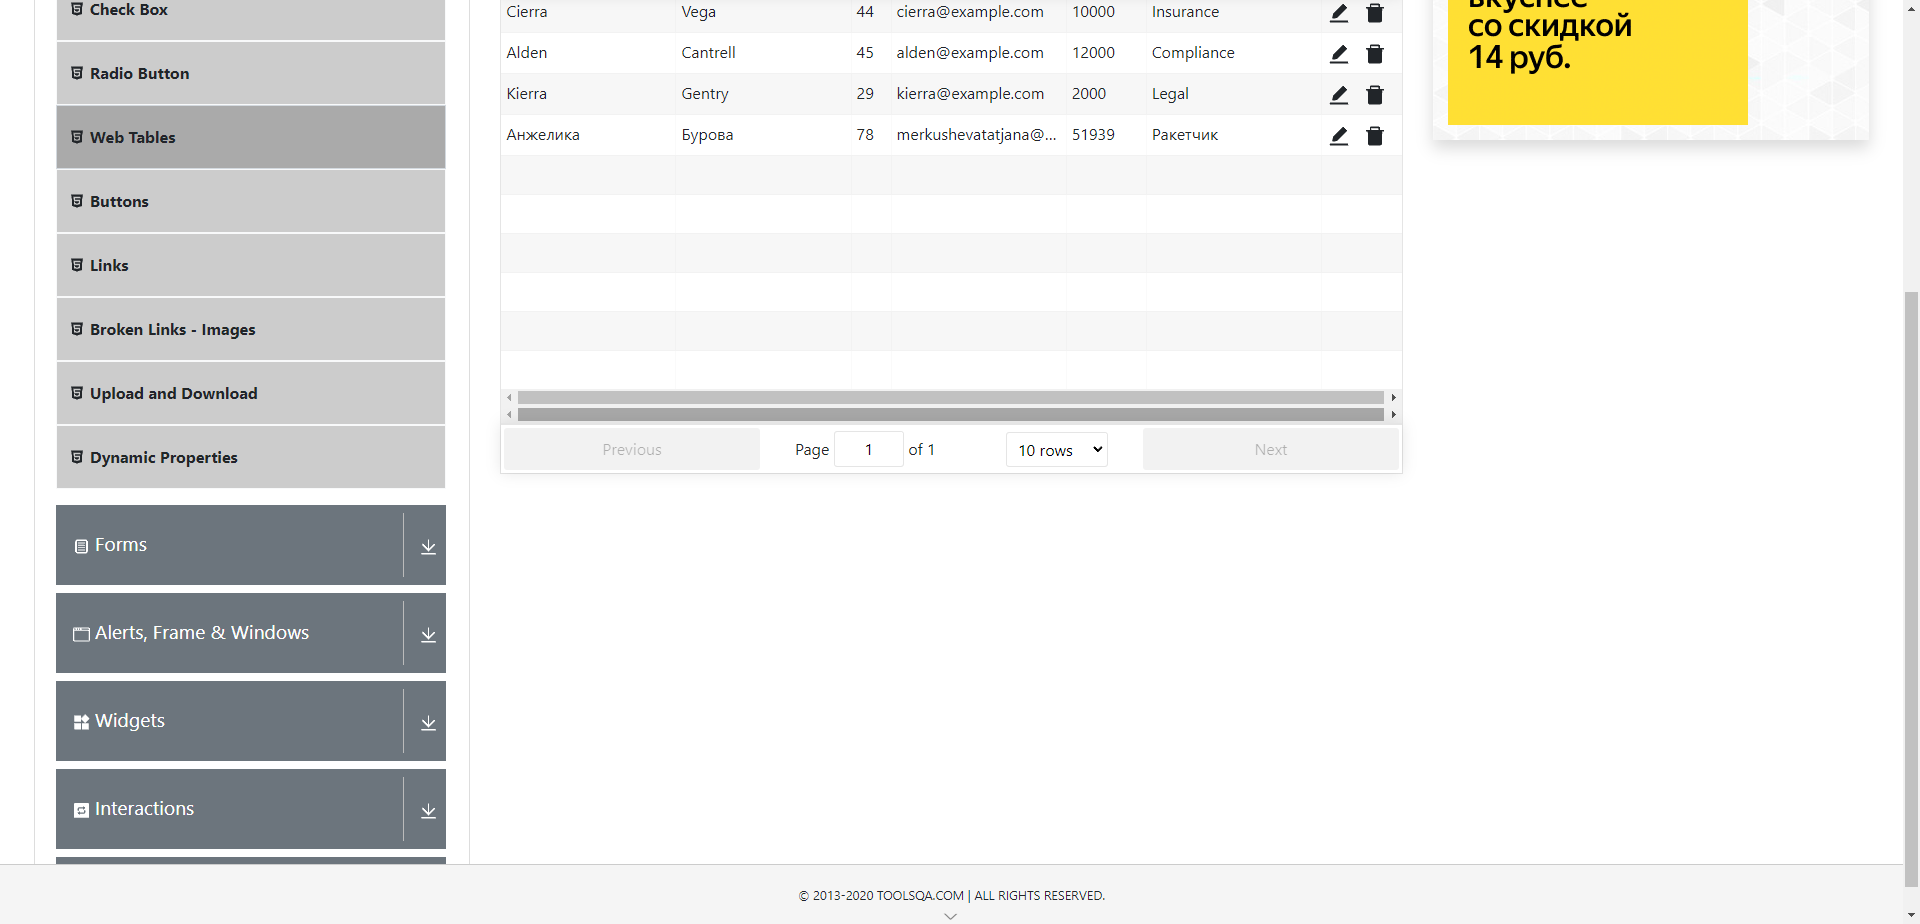 Check Box
Radio Button
Web Tables
Buttons
Links
Broken Links - Images
Upload and Download
Dynamic Properties
Forms
Alerts, Frame & Windows
Widgets
Interactions
Cierra Vega 44 cierra@example.com 10000 Insurance
Alden Cantrell 45 alden@example.com 12000 Compliance
Kierra Gentry 29 kierra@example.com 2000 Legal
Анжелика Бурова 78 merkushevatatjana@... 51939 Ракетчик
Previous Page 1 of 1 10 rows Next
вкуснее
со скидкой
14 руб.
© 2013-2020 TOOLSQA.COM | ALL RIGHTS RESERVED.